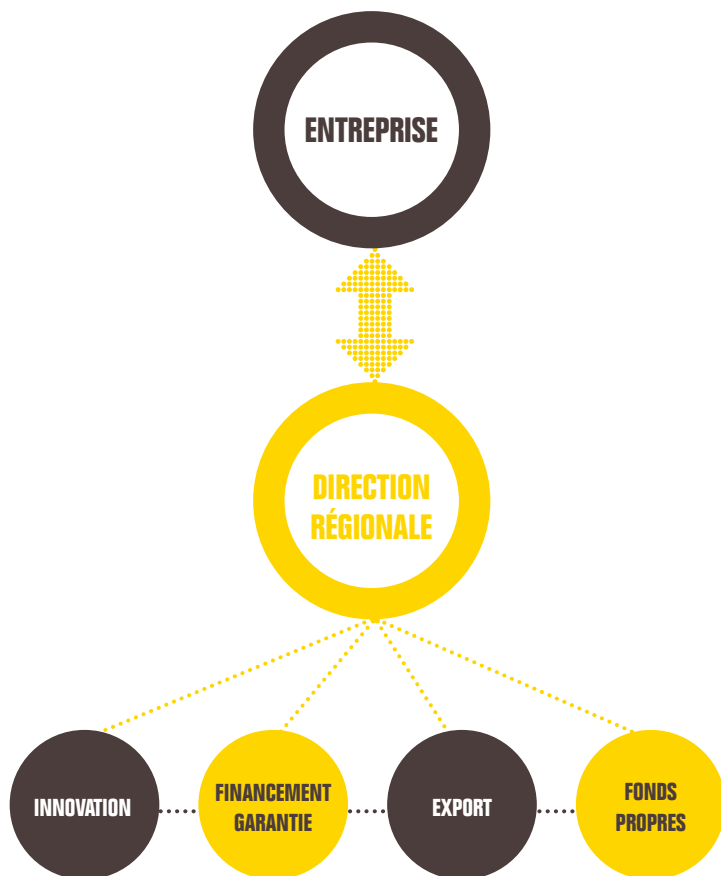 ENTREPRISE
DIRECTION
RÉGIONALE
INNOVATION
FINANCEMENT
GARANTIE
EXPORT
FONDS
PROPRES